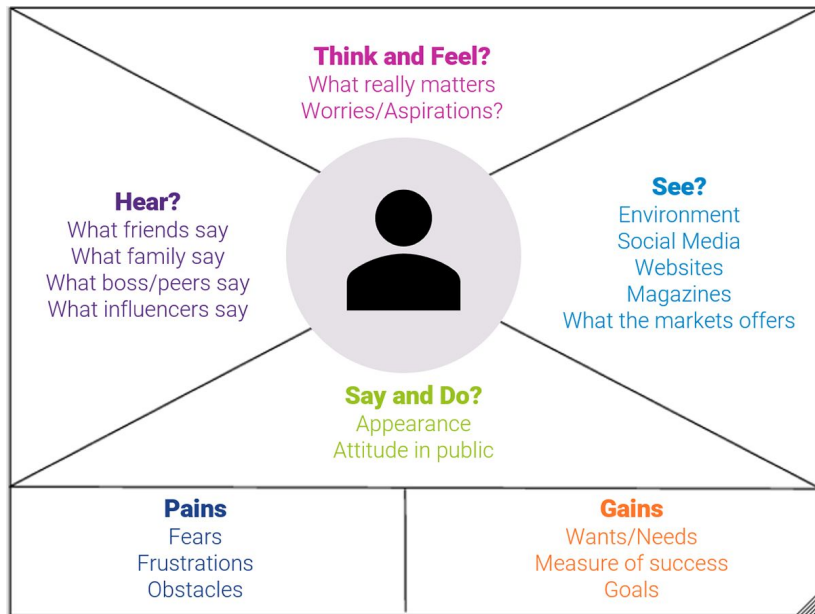 Think and Feel?
What really matters
Worries/Aspirations?
Hear?
What friends say
What family say
What boss/peers say
What influencers say
See?
Environment
Social Media
Websites
Magazines
What the markets offers
Say and Do?
Appearance
Attitude in public
Pains
Fears
Frustrations
Obstacles
Gains
Wants/Needs
Measure of success
Goals